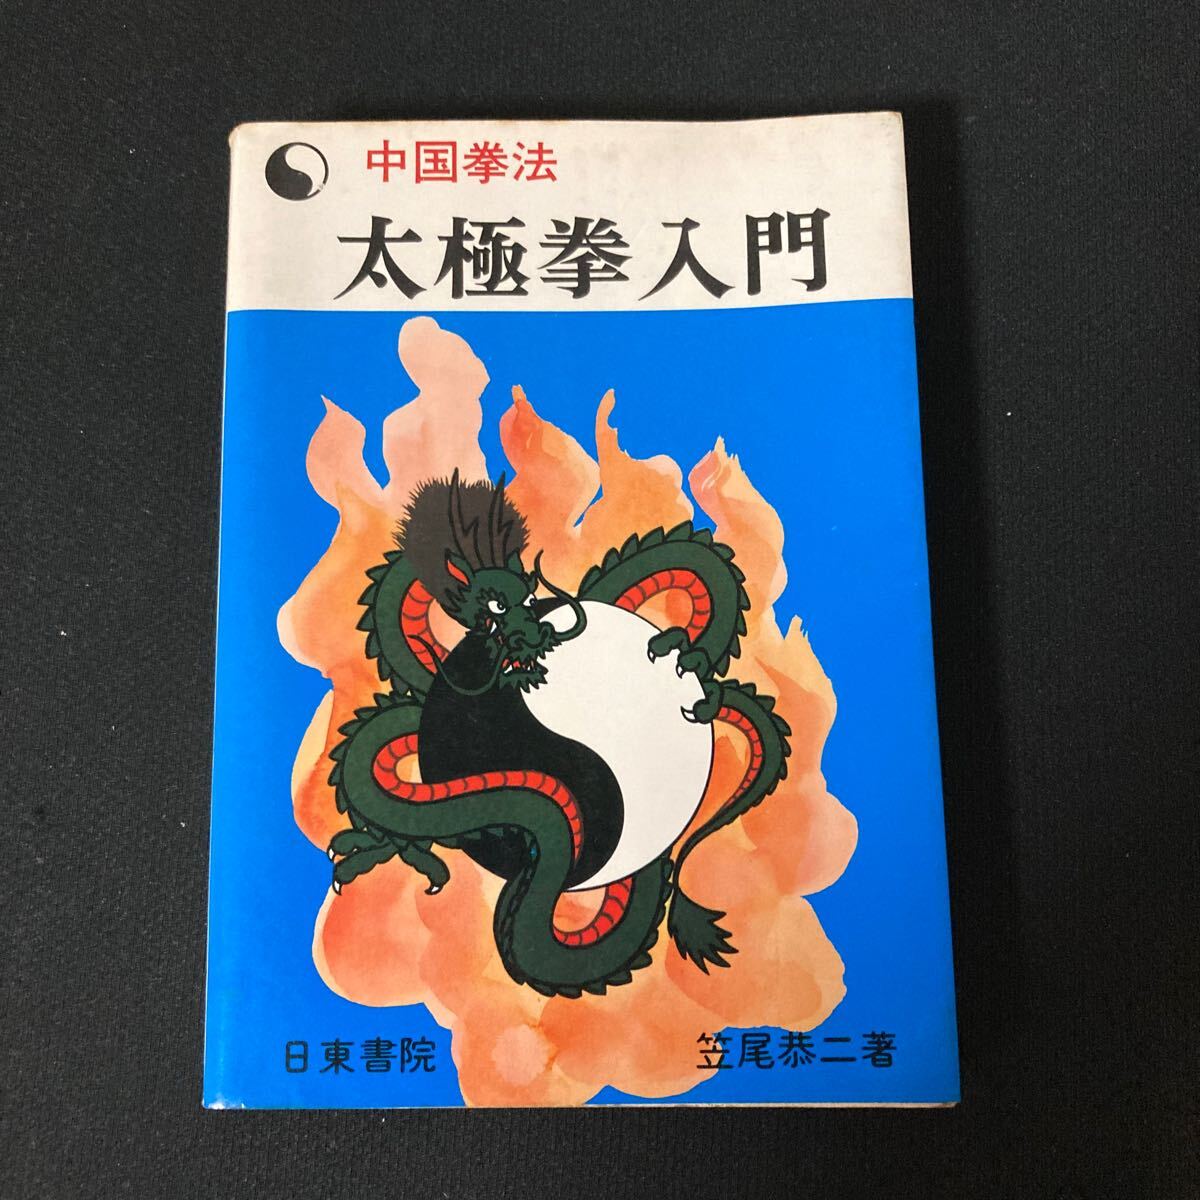 中国拳法
太極拳入門
日東書院
笠尾恭二著